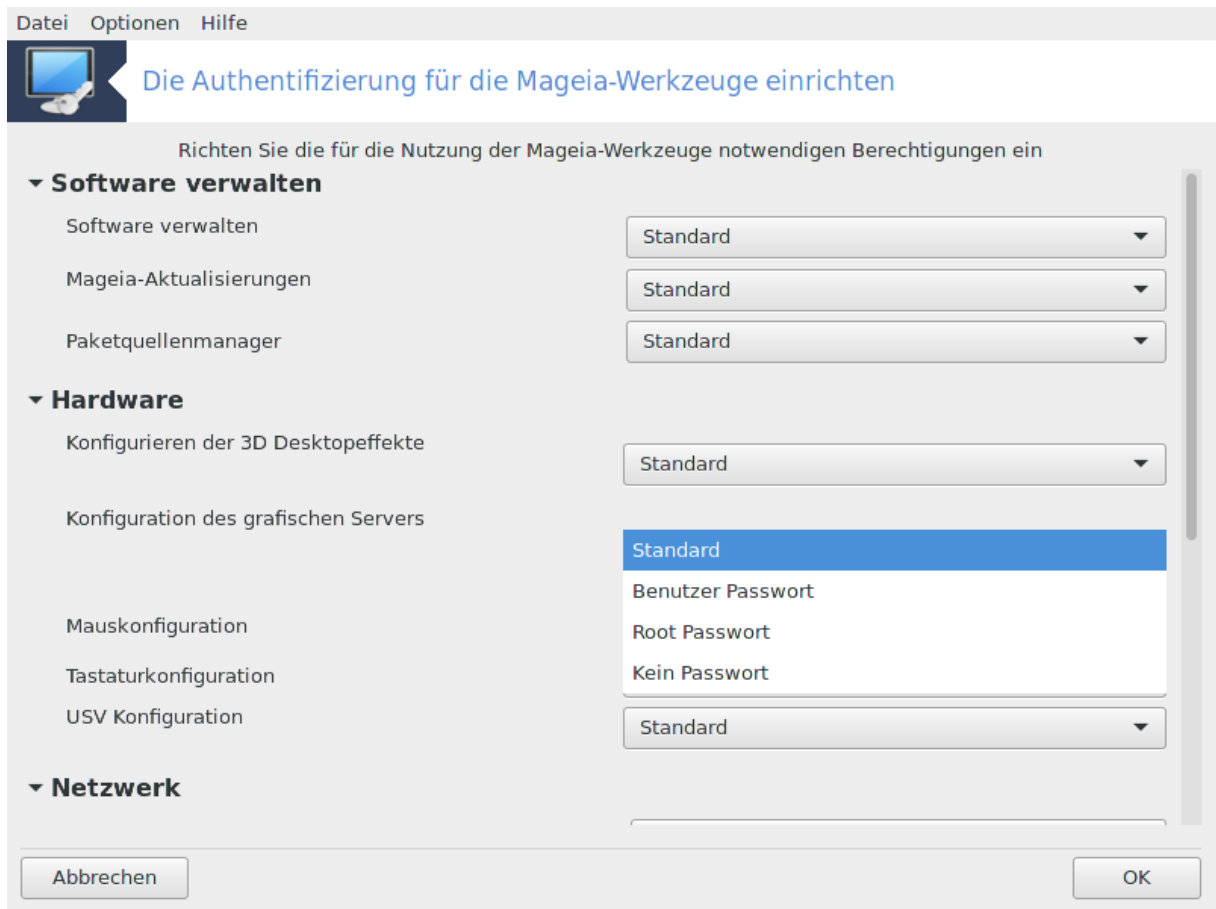 Datei Optionen Hilfe
Die Authentifizierung für die Mageia-Werkzeuge einrichten
Richten Sie die für die Nutzung der Mageia-Werkzeuge notwendigen Berechtigungen ein
Software verwalten
Software verwalten Standard
Mageia-Aktualisierungen Standard
Paketquellenmanager Standard
Hardware
Konfigurieren der 3D Desktopeffekte Standard
Konfiguration des grafischen Servers
Standard
Benutzer Passwort
Mauskonfiguration Root Passwort
Tastaturkonfiguration Kein Passwort
USV Konfiguration Standard
Netzwerk
Abbrechen OK